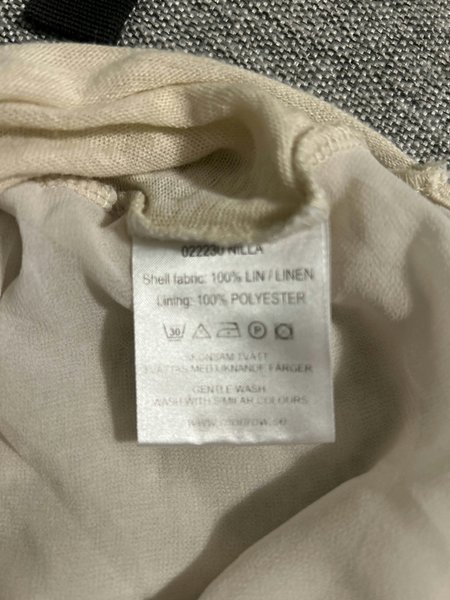 022230 NILLA
Shell fabric: 100% LIN / LINEN
Lining: 100% POLYESTER
30 P
SKONSAM TVÄTT
TVÄTTAS MED LIKNANDE FÄRGER
GENTLE WASH
WASH WITH SIMILAR COLOURS